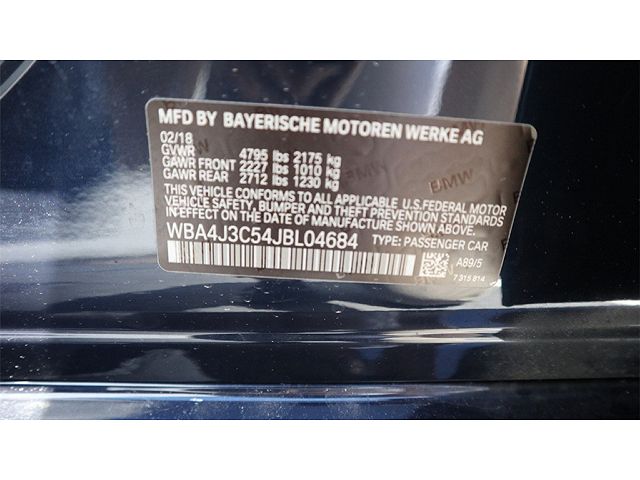 MFD BY BAYERISCHE MOTOREN WERKE AG
02/18
GVWR 4795 lbs 2175 kg
GAWR FRONT 2227 lbs 1010 kg
GAWR REAR 2712 lbs 1230 kg
THIS VEHICLE CONFORMS TO ALL APPLICABLE U.S.FEDERAL MOTOR
VEHICLE SAFETY, BUMPER, AND THEFT PREVENTION STANDARDS
IN EFFECT ON THE DATE OF MANUFACTURE SHOWN ABOVE.
WBA4J3C54JBL04684 TYPE: PASSENGER CAR
A89/5
7 315 814
BMW